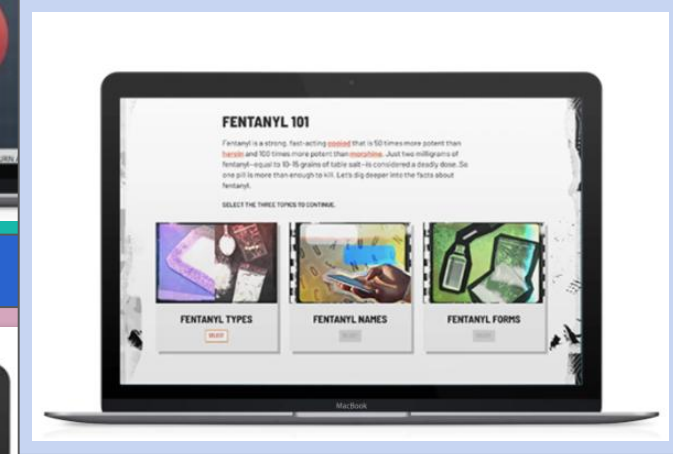 FENTANYL 101
Fentanyl is a strong, fast-acting opioid that is 50 times more potent than
heroin and 100 times more potent than morphine. Just two milligrams of
fentanyl—equal to 10-15 grains of table salt—is considered a deadly dose. So
one pill is more than enough to kill. Let's dig deeper into the facts about
fentanyl.
SELECT THE THREE TOPICS TO CONTINUE.
FENTANYL TYPES
FENTANYL NAMES
FENTANYL FORMS
SELECT
MacBook